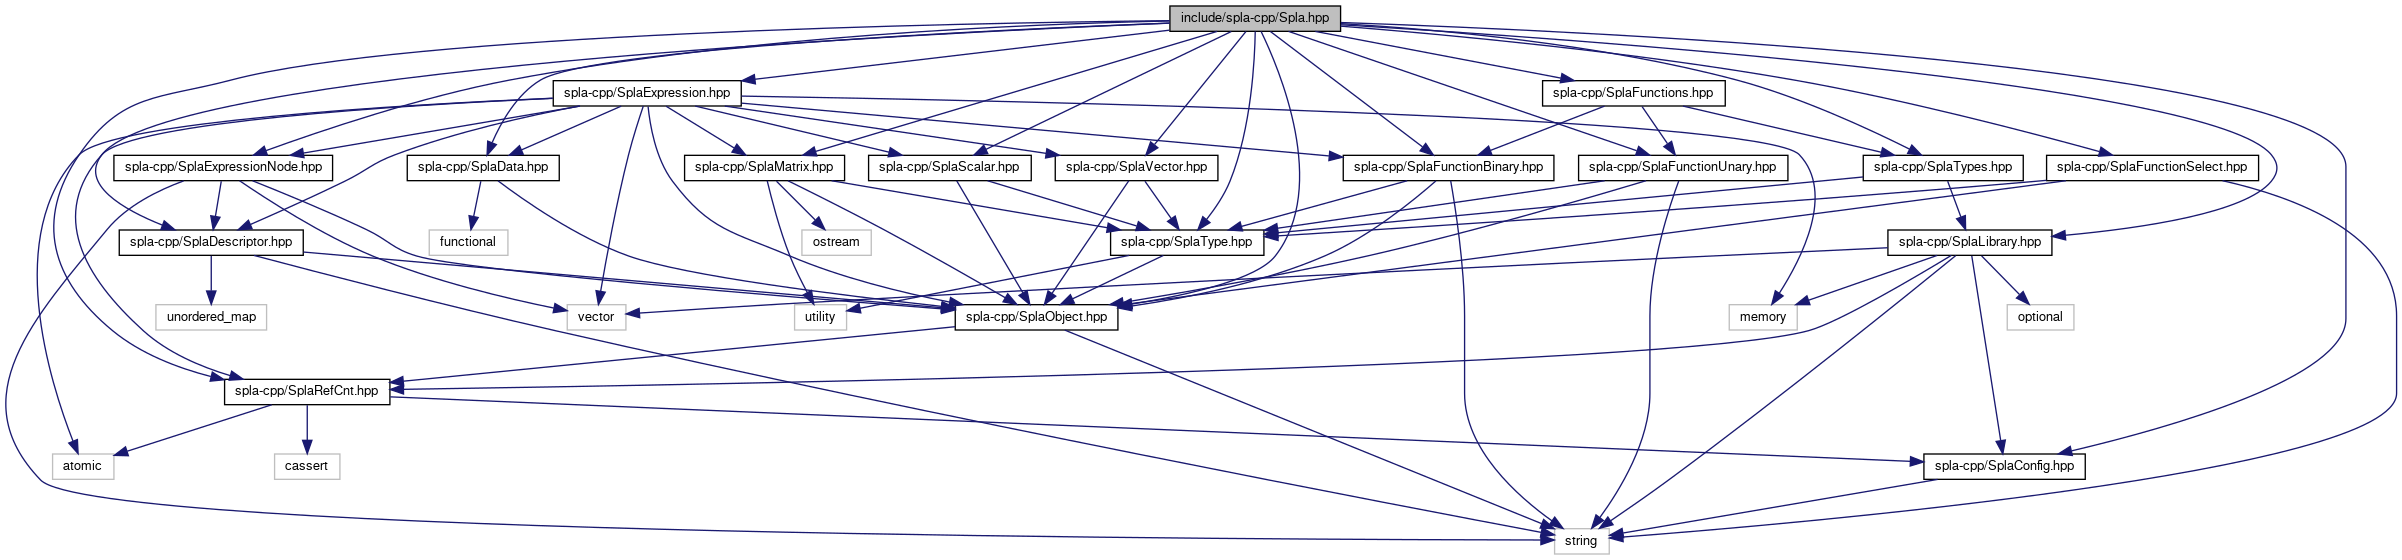 include/spla-cpp/Spla.hpp
spla-cpp/SplaExpression.hpp
spla-cpp/SplaFunctions.hpp
spla-cpp/SplaExpressionNode.hpp
spla-cpp/SplaData.hpp
spla-cpp/SplaMatrix.hpp
spla-cpp/SplaScalar.hpp
spla-cpp/SplaVector.hpp
spla-cpp/SplaFunctionBinary.hpp
spla-cpp/SplaFunctionUnary.hpp
spla-cpp/SplaTypes.hpp
spla-cpp/SplaFunctionSelect.hpp
spla-cpp/SplaDescriptor.hpp
functional
ostream
spla-cpp/SplaType.hpp
spla-cpp/SplaLibrary.hpp
unordered_map
vector
utility
spla-cpp/SplaObject.hpp
memory
optional
spla-cpp/SplaRefCnt.hpp
atomic
cassert
spla-cpp/SplaConfig.hpp
string